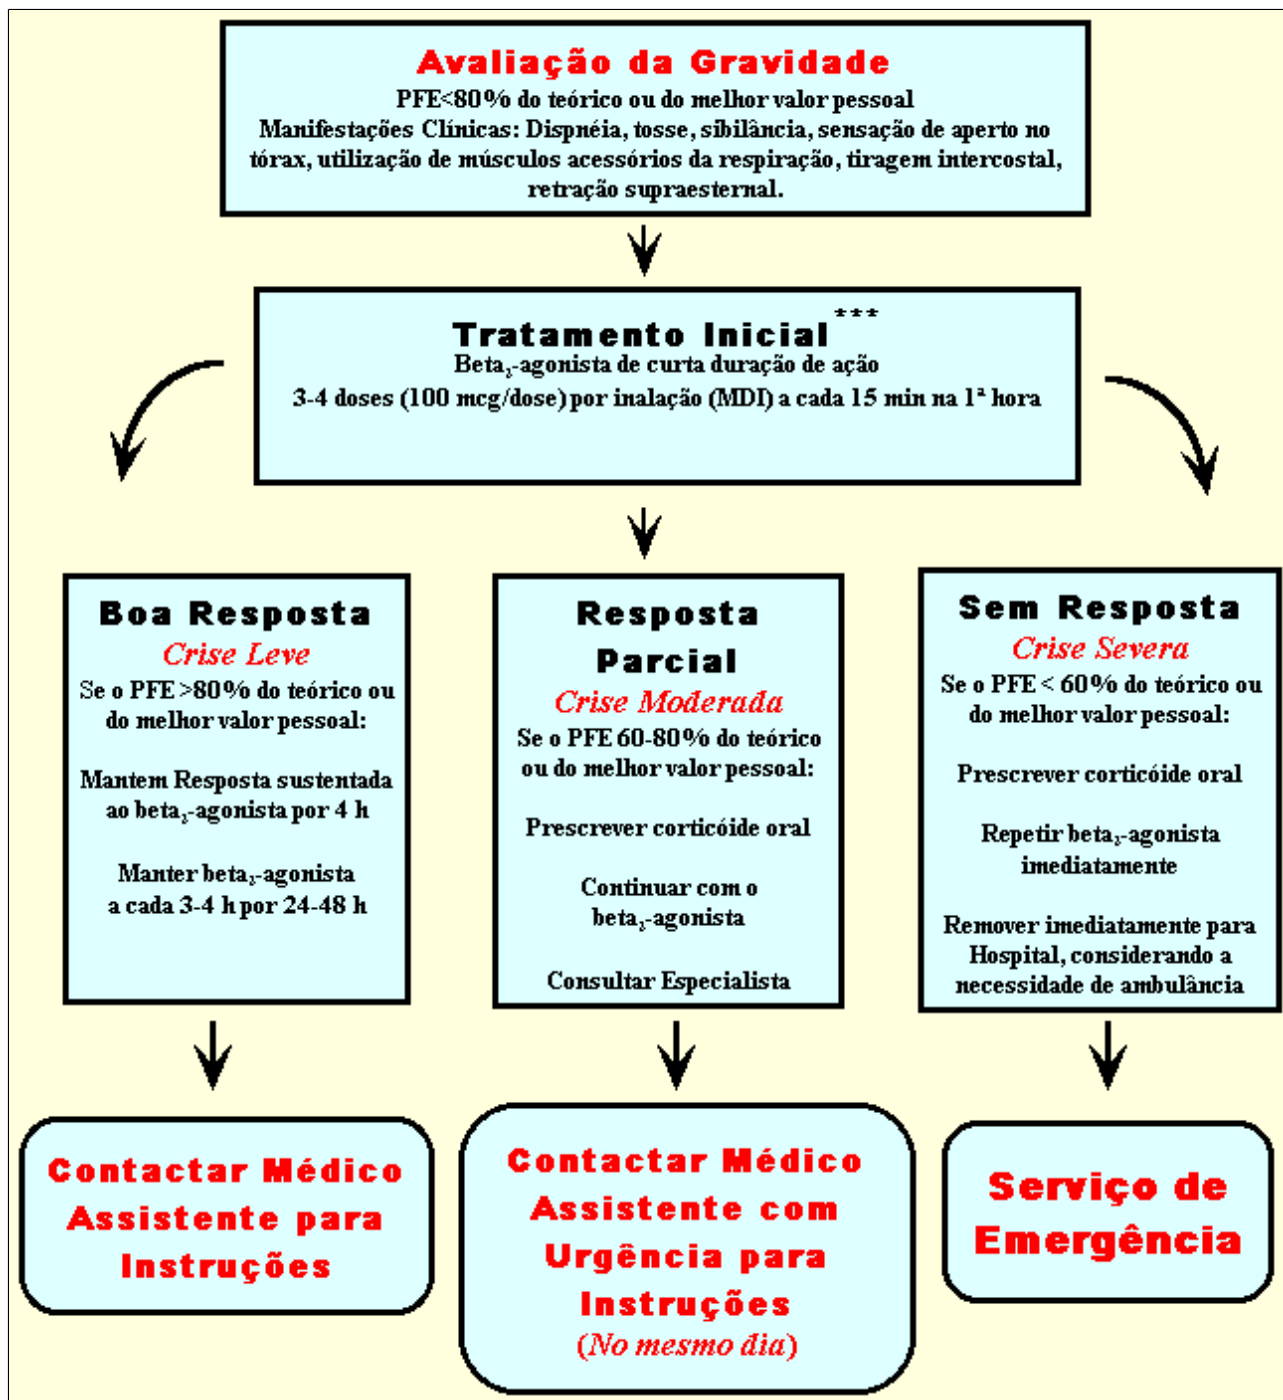 Avaliação da Gravidade
PFE<80% do teórico ou do melhor valor pessoal
Manifestações Clínicas: Dispnéia, tosse, sibilância, sensação de aperto no
tórax, utilização de músculos acessórios da respiração, tiragem intercostal,
retração supraesternal.
Tratamento Inicial***
Beta₂-agonista de curta duração de ação
3-4 doses (100 mcg/dose) por inalação (MDI) a cada 15 min na 1ª hora
Boa Resposta
Crise Leve
Se o PFE >80% do teórico ou
do melhor valor pessoal:
Mantem Resposta sustentada
ao beta₂-agonista por 4 h
Manter beta₂-agonista
a cada 3-4 h por 24-48 h
Resposta
Parcial
Crise Moderada
Se o PFE 60-80% do teórico
ou do melhor valor pessoal:
Prescrever corticóide oral
Continuar com o
beta₂-agonista
Consultar Especialista
Sem Resposta
Crise Severa
Se o PFE < 60% do teórico ou
do melhor valor pessoal:
Prescrever corticóide oral
Repetir beta₂-agonista
imediatamente
Remover imediatamente para
Hospital, considerando a
necessidade de ambulância
Contactar Médico
Assistente para
Instruções
Contactar Médico
Assistente com
Urgência para
Instruções
(No mesmo dia)
Serviço de
Emergência